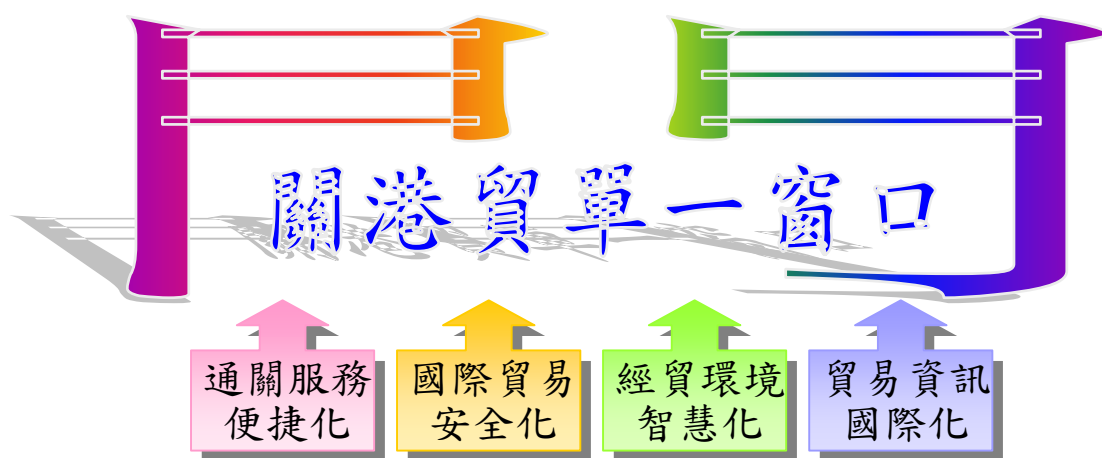 關港貿單一窗口
通關服務
便捷化
國際貿易
安全化
經貿環境
智慧化
貿易資訊
國際化